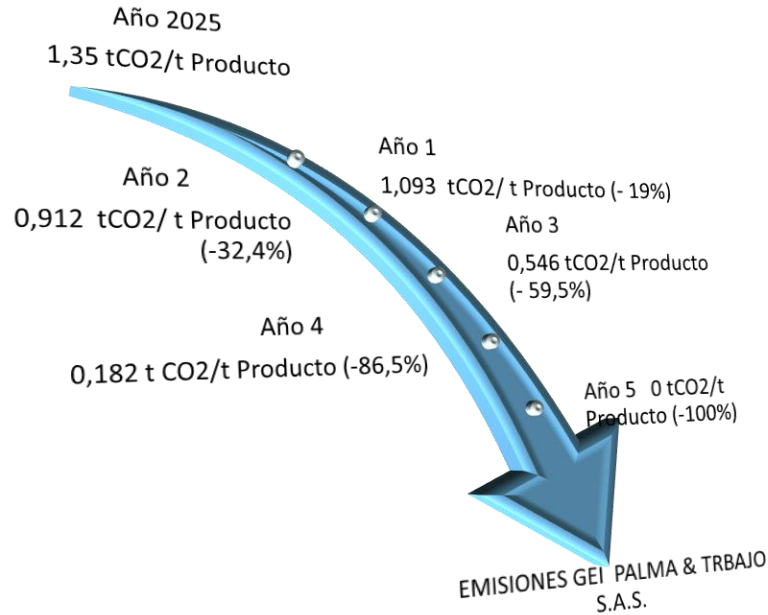 Año 2025
1,35 tCO2/t Producto
Año 1
1,093 tCO2/ t Producto (- 19%)
Año 2
0,912 tCO2/ t Producto
(-32,4%)
Año 3
0,546 tCO2/t Producto
(- 59,5%)
Año 4
0,182 t CO2/t Producto (-86,5%)
Año 5 0 tCO2/t
Producto (-100%)
EMISIONES GEI PALMA & TRBAJO
S.A.S.